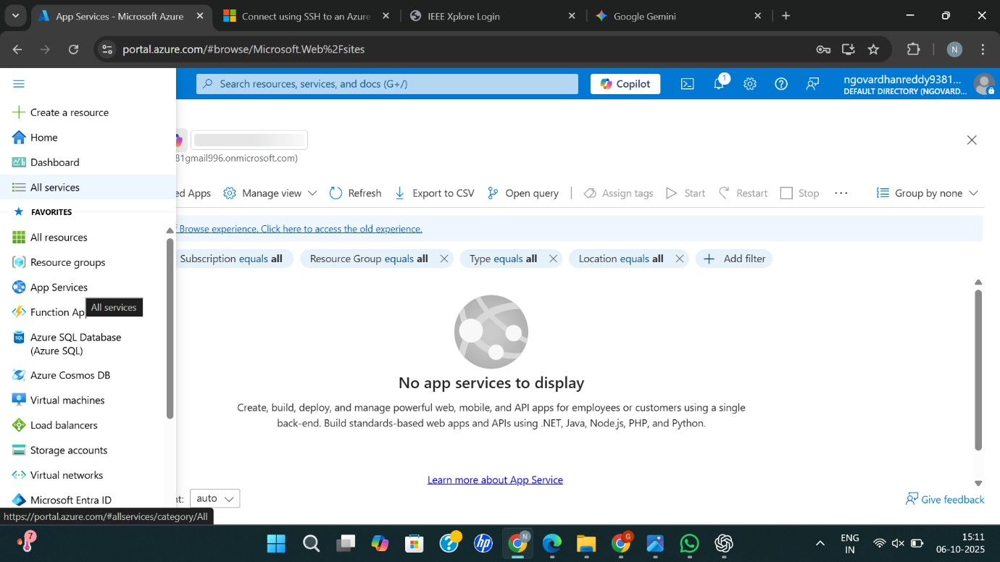 App Services - Microsoft Azure
Connect using SSH to an Azure
IEEE Xplore Login
Google Gemini
portal.azure.com/#browse/Microsoft.Web%2Fsites
N
Search resources, services, and docs (G+/)
Copilot
1
ngovardhanreddy9381...
DEFAULT DIRECTORY (NGOVARD...
Create a resource
Home
Dashboard
All services
FAVORITES
All resources
Resource groups
App Services
All services
Function Ap
SQL
Azure SQL Database
(Azure SQL)
Azure Cosmos DB
Virtual machines
Load balancers
Storage accounts
Virtual networks
Microsoft Entra ID
https://portal.azure.com/#allservices/category/All
81gmail996.onmicrosoft.com)
ed Apps
Manage view
Refresh
Export to CSV
Open query
Assign tags
Start
Restart
Stop
Group by none
f Browse experience. Click here to access the old experience.
Subscription equals all
Resource Group equals all
Type equals all
Location equals all
Add filter
No app services to display
Create, build, deploy, and manage powerful web, mobile, and API apps for employees or customers using a single
back-end. Build standards-based web apps and APIs using .NET, Java, Node.js, PHP, and Python.
Learn more about App Service
nt:
auto
Give feedback
7
hp
N
G
ENG
IN
15:11
06-10-2025